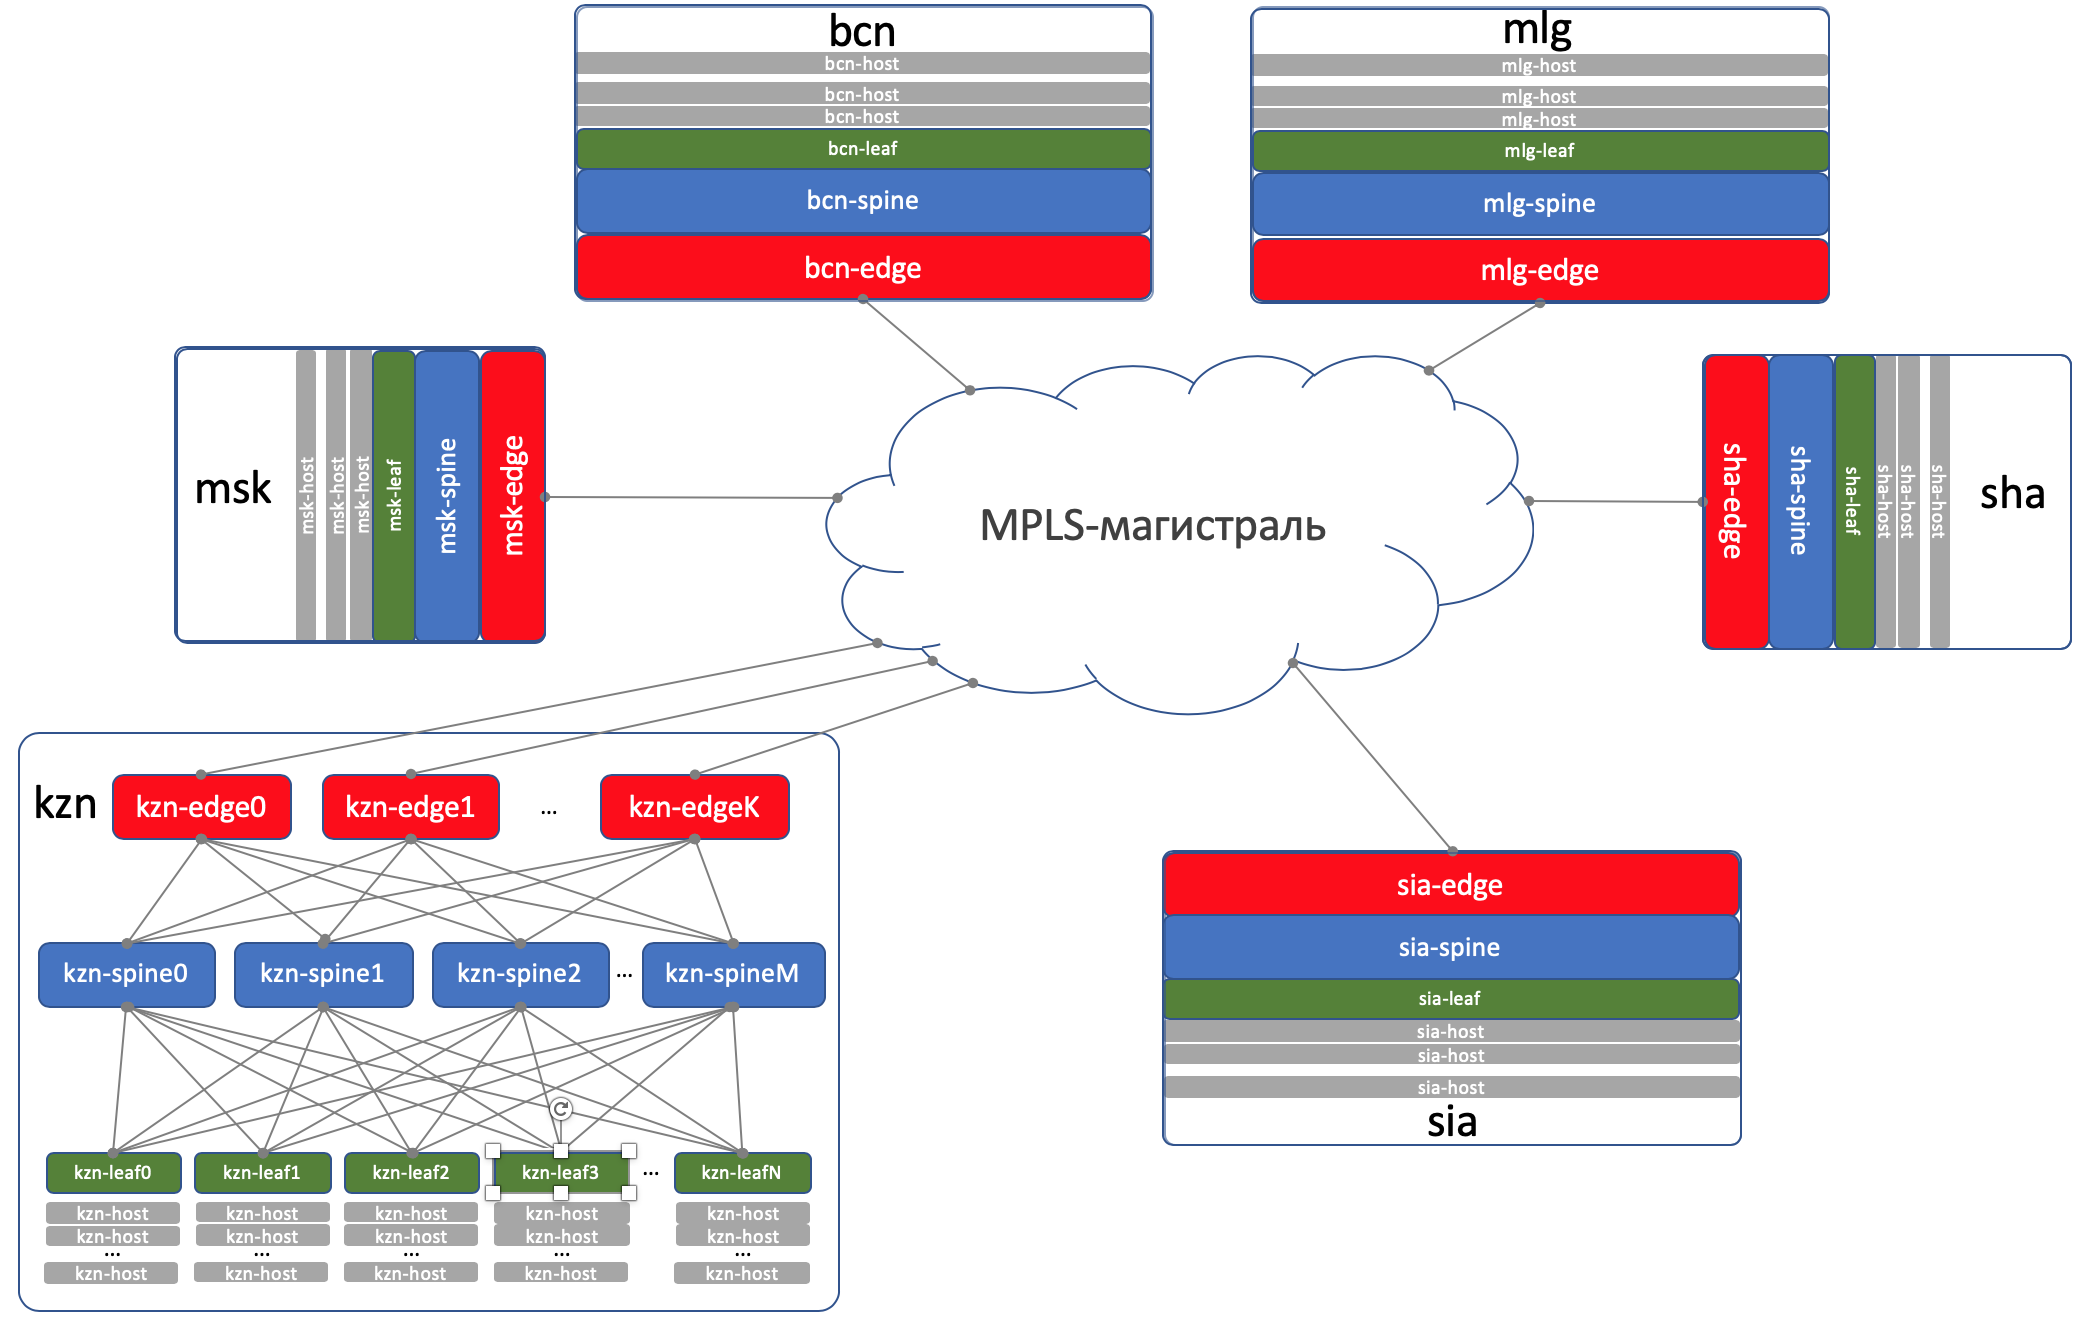 bcn
bcn-host
bcn-host
bcn-host
bcn-leaf
bcn-spine
bcn-edge
mlg
mlg-host
mlg-host
mlg-host
mlg-leaf
mlg-spine
mlg-edge
msk
msk-host
msk-host
msk-host
msk-leaf
msk-spine
msk-edge
MPLS-магистраль
sha-edge
sha-spine
sha-leaf
sha-host
sha-host
sha-host
sha
kzn
kzn-edge0 kzn-edge1 ... kzn-edgeK
kzn-spine0 kzn-spine1 kzn-spine2 ... kzn-spineM
kzn-leaf0 kzn-leaf1 kzn-leaf2 kzn-leaf3 ... kzn-leafN
kzn-host kzn-host kzn-host kzn-host kzn-host
kzn-host kzn-host kzn-host kzn-host kzn-host
... ... ... ... ...
kzn-host kzn-host kzn-host kzn-host kzn-host
sia-edge
sia-spine
sia-leaf
sia-host
sia-host
sia-host
sia